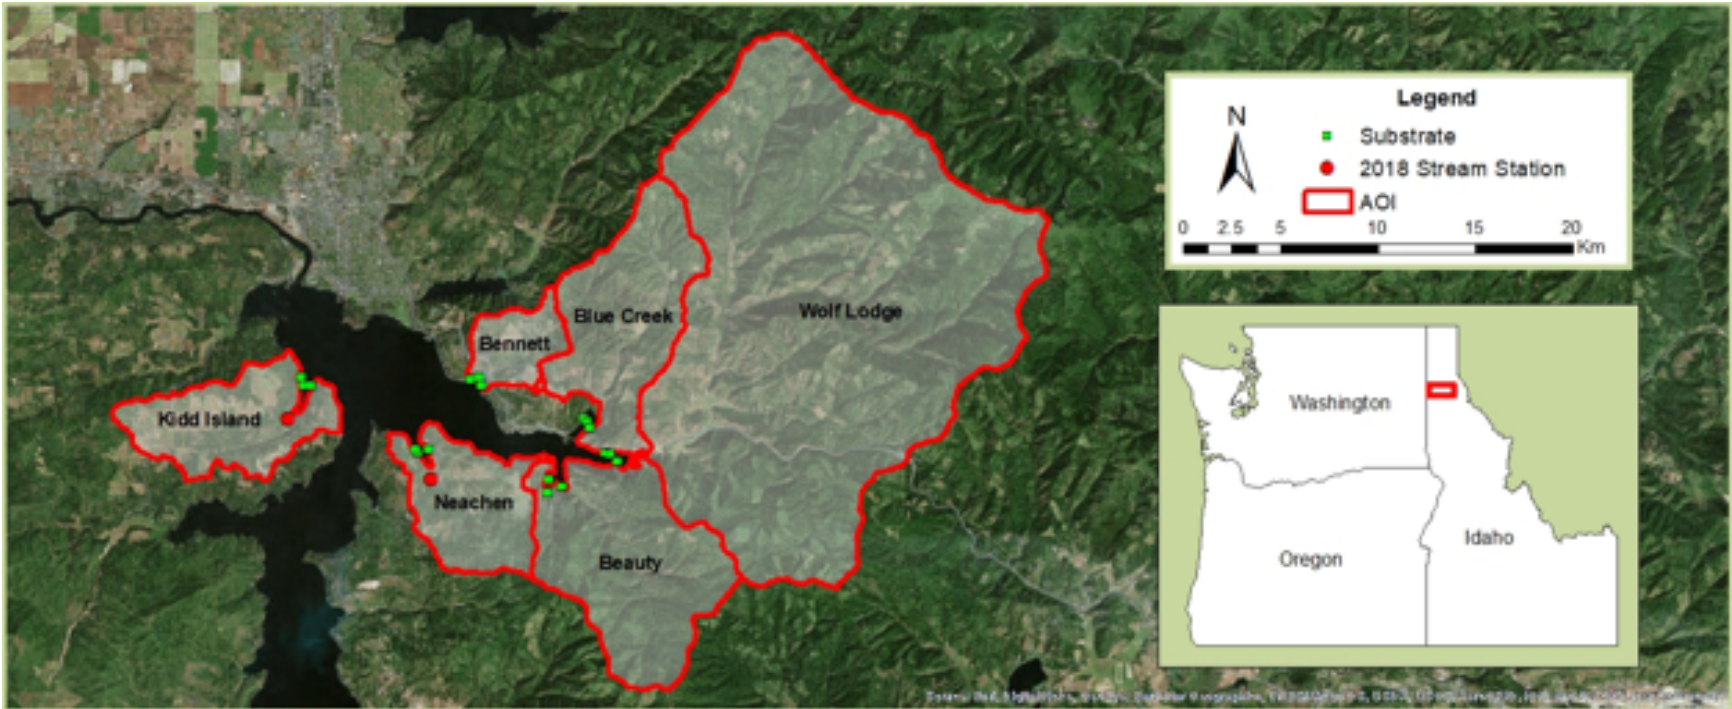 Legend
N
Substrate
2018 Stream Station
AOI
0 2.5 5 10 15 20
Km
Wolf Lodge
Blue Creek
Bennett
Kidd Island
Neachen
Beauty
Washington
Oregon
Idaho